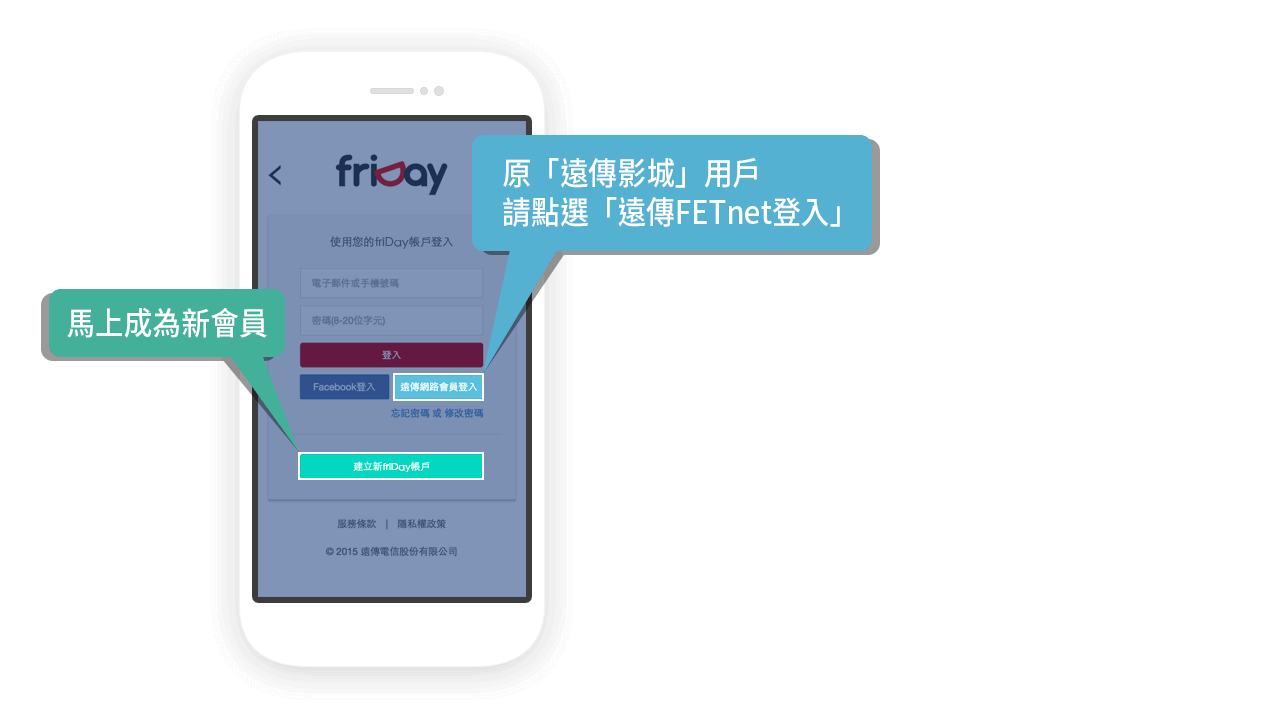 friDay
原「遠傳影城」用戶
請點選「遠傳FETnet登入」
使用您的friDay帳戶登入
電子郵件或手機號碼
馬上成為新會員
密碼(8-20位字元)
登入
Facebook登入
遠傳網路會員登入
忘記密碼 或 修改密碼
建立新friDay帳戶
服務條款 | 隱私權政策
© 2015 遠傳電信股份有限公司